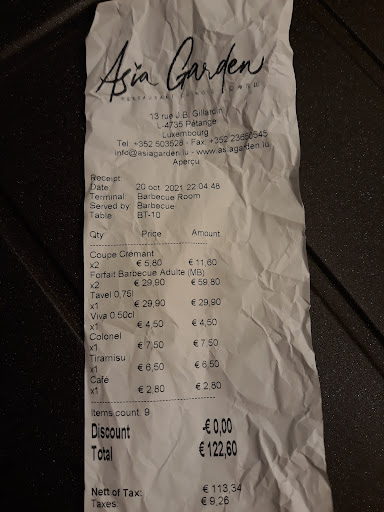 Asia Garden
RESTAURANT
13 rue J.B. Gillardin
L-4735 Pétange
Luxembourg
Tel: +352 503628 - Fax: +352 23650545
info@asiagarden.lu - www.asiagarden.lu
Aperçu
Receipt
Date 20 oct. 2021 22:04:48
Terminal Barbecue Room
Served by Barbecue
Table BT-10
Qty Price Amount
Coupe Crémant
x2 € 5,80 € 11,60
Forfait Barbecue Adulte (MB)
x2 € 29,90 € 59,80
Tavel 0,75l
x1 € 29,90 € 29,90
Viva 0.50cl
x1 € 4,50 € 4,50
Colonel
x1 € 7,50 € 7,50
Tiramisu
x1 € 6,50 € 6,50
Café
x1 € 2,80 € 2,80
Items count: 9
Discount -€ 0,00
Total € 122,60
Nett of Tax: € 113,34
Taxes: € 9,26